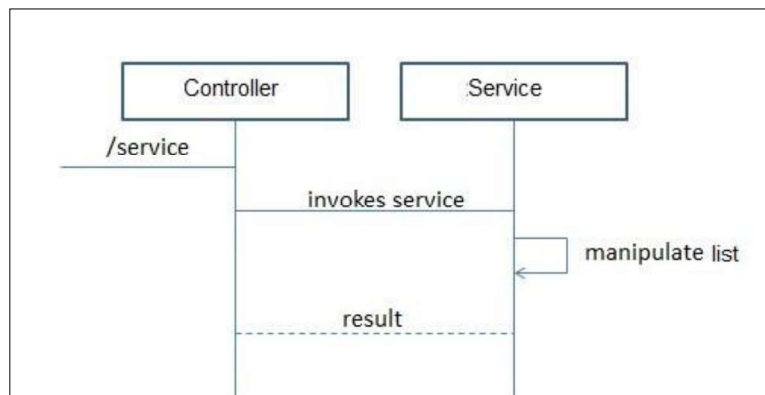 Controller
:Service
/service
invokes service
manipulate list
result